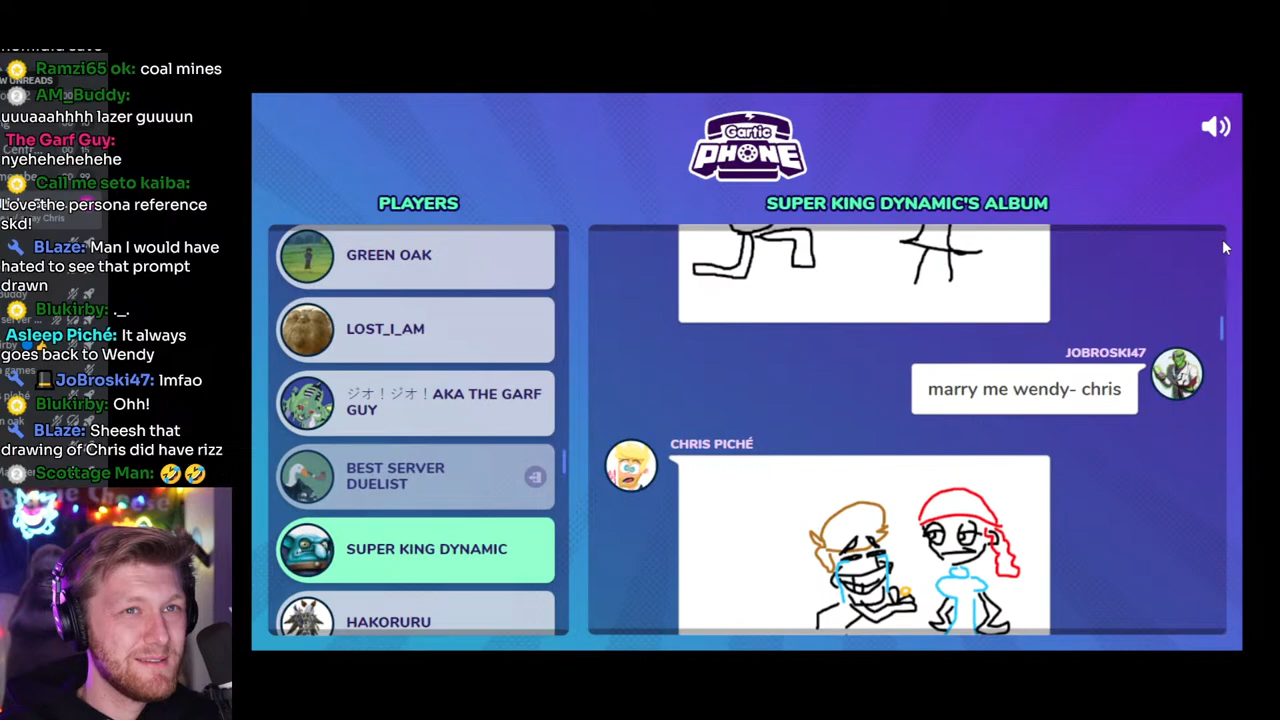 Ramzi65 ok: coal mines
AM_Buddy:
uuuaaahhhh lazer guuuun
The Garf Guy:
nyehehehehehe
Call me seto kaiba:
Love the persona reference
skd!
BLaze: Man I would have
hated to see that prompt
drawn
Blukirby: ._.
Asleep Piché: It always
goes back to Wendy
JoBroski47: lmfao
Blukirby: Ohh!
BLaze: Sheesh that
drawing of Chris did have rizz
Scottage Man: 🤣🤣
Gartic
PHONE
PLAYERS
GREEN OAK
LOST_I_AM
ジオ！ジオ！AKA THE GARF
GUY
BEST SERVER
DUELIST
SUPER KING DYNAMIC
HAKORURU
SUPER KING DYNAMIC'S ALBUM
JOBROSKI47
marry me wendy- chris
CHRIS PICHÉ